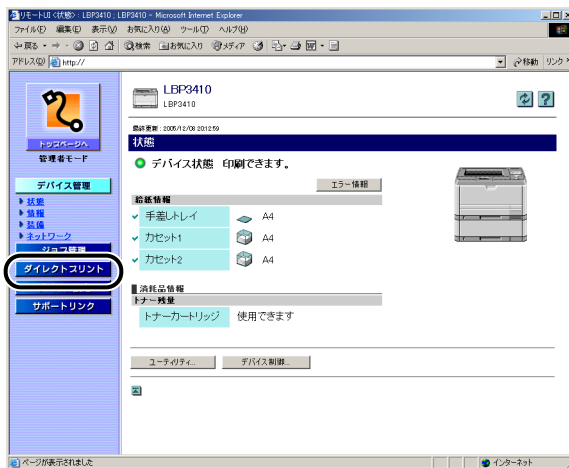 リモートUI <状態> : LBP3410 ; LBP3410 - Microsoft Internet Explorer
ファイル(F) 編集(E) 表示(V) お気に入り(A) ツール(T) ヘルプ(H)
戻る 検索 お気に入り メディア
アドレス(D) http:// 移動 リンク
LBP3410
LBP3410
トップページへ
管理者モード
最終更新 : 2005/12/08 20:12:59
状態
デバイス状態 印刷できます。
エラー情報
デバイス管理
状態
情報
装備
ネットワーク
ジョブ管理
ダイレクトプリント
サポートリンク
給紙情報
手差しトレイ A4
カセット1 A4
カセット2 A4
消耗品情報
トナー残量
トナーカートリッジ 使用できます
ユーティリティ... デバイス制御...
ページが表示されました インターネット